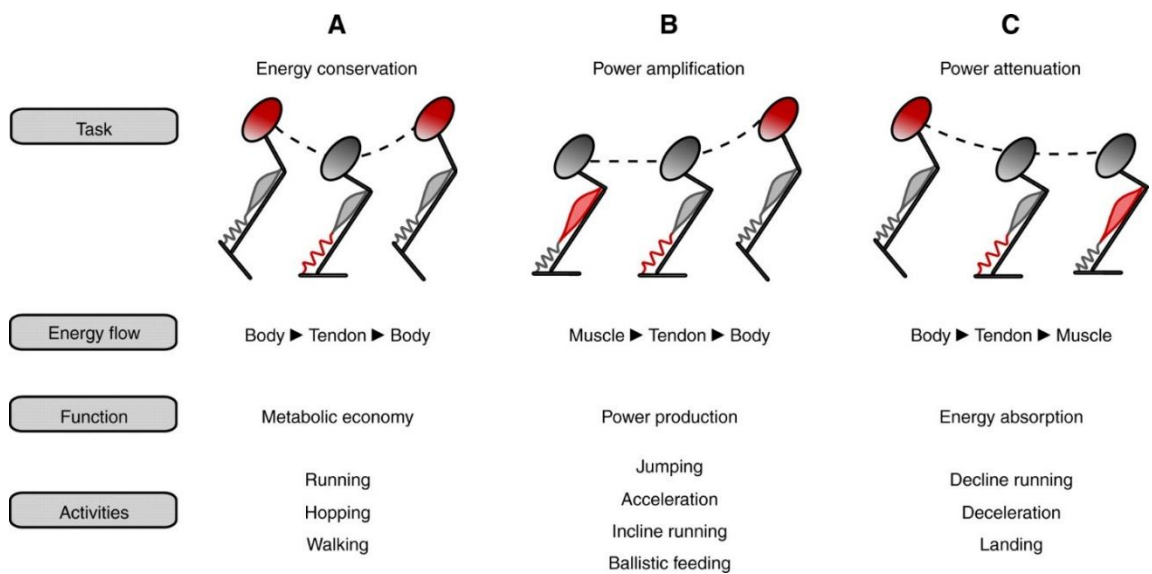 A
B
C
Energy conservation
Power amplification
Power attenuation
Task
Energy flow
Body ► Tendon ► Body
Muscle ► Tendon ► Body
Body ► Tendon ► Muscle
Function
Metabolic economy
Power production
Energy absorption
Activities
Running
Hopping
Walking
Jumping
Acceleration
Incline running
Ballistic feeding
Decline running
Deceleration
Landing